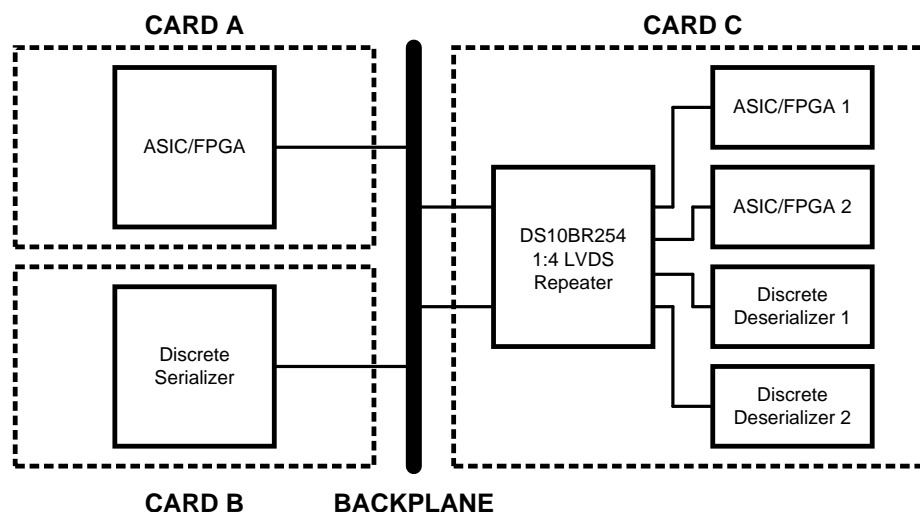 CARD A
CARD C
ASIC/FPGA
ASIC/FPGA 1
ASIC/FPGA 2
DS10BR254
1:4 LVDS
Repeater
Discrete
Serializer
Discrete
Deserializer 1
Discrete
Deserializer 2
CARD B
BACKPLANE